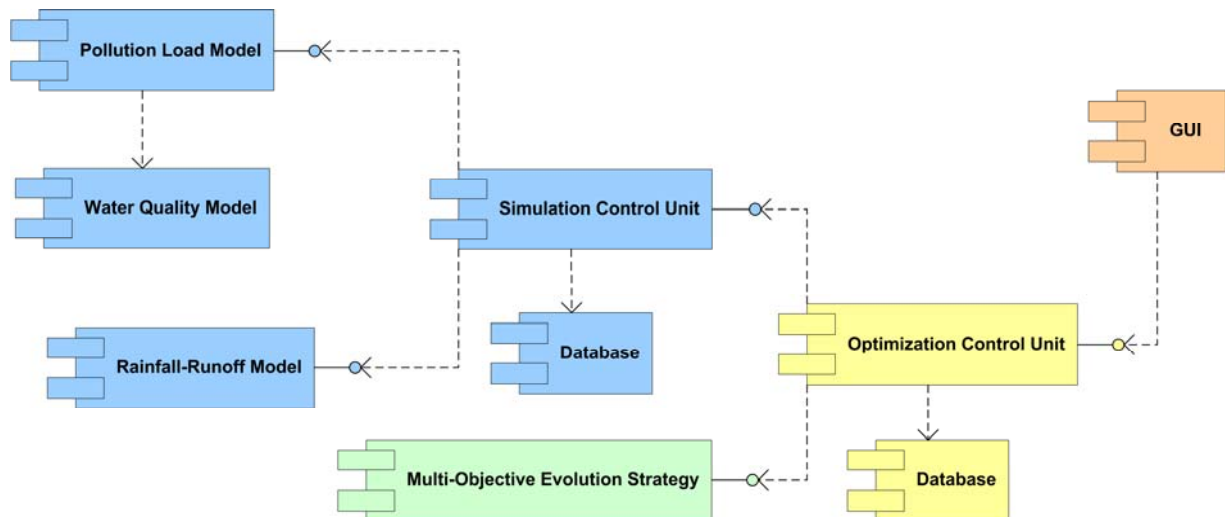 Pollution Load Model
GUI
Water Quality Model
Simulation Control Unit
Rainfall-Runoff Model
Database
Optimization Control Unit
Multi-Objective Evolution Strategy
Database